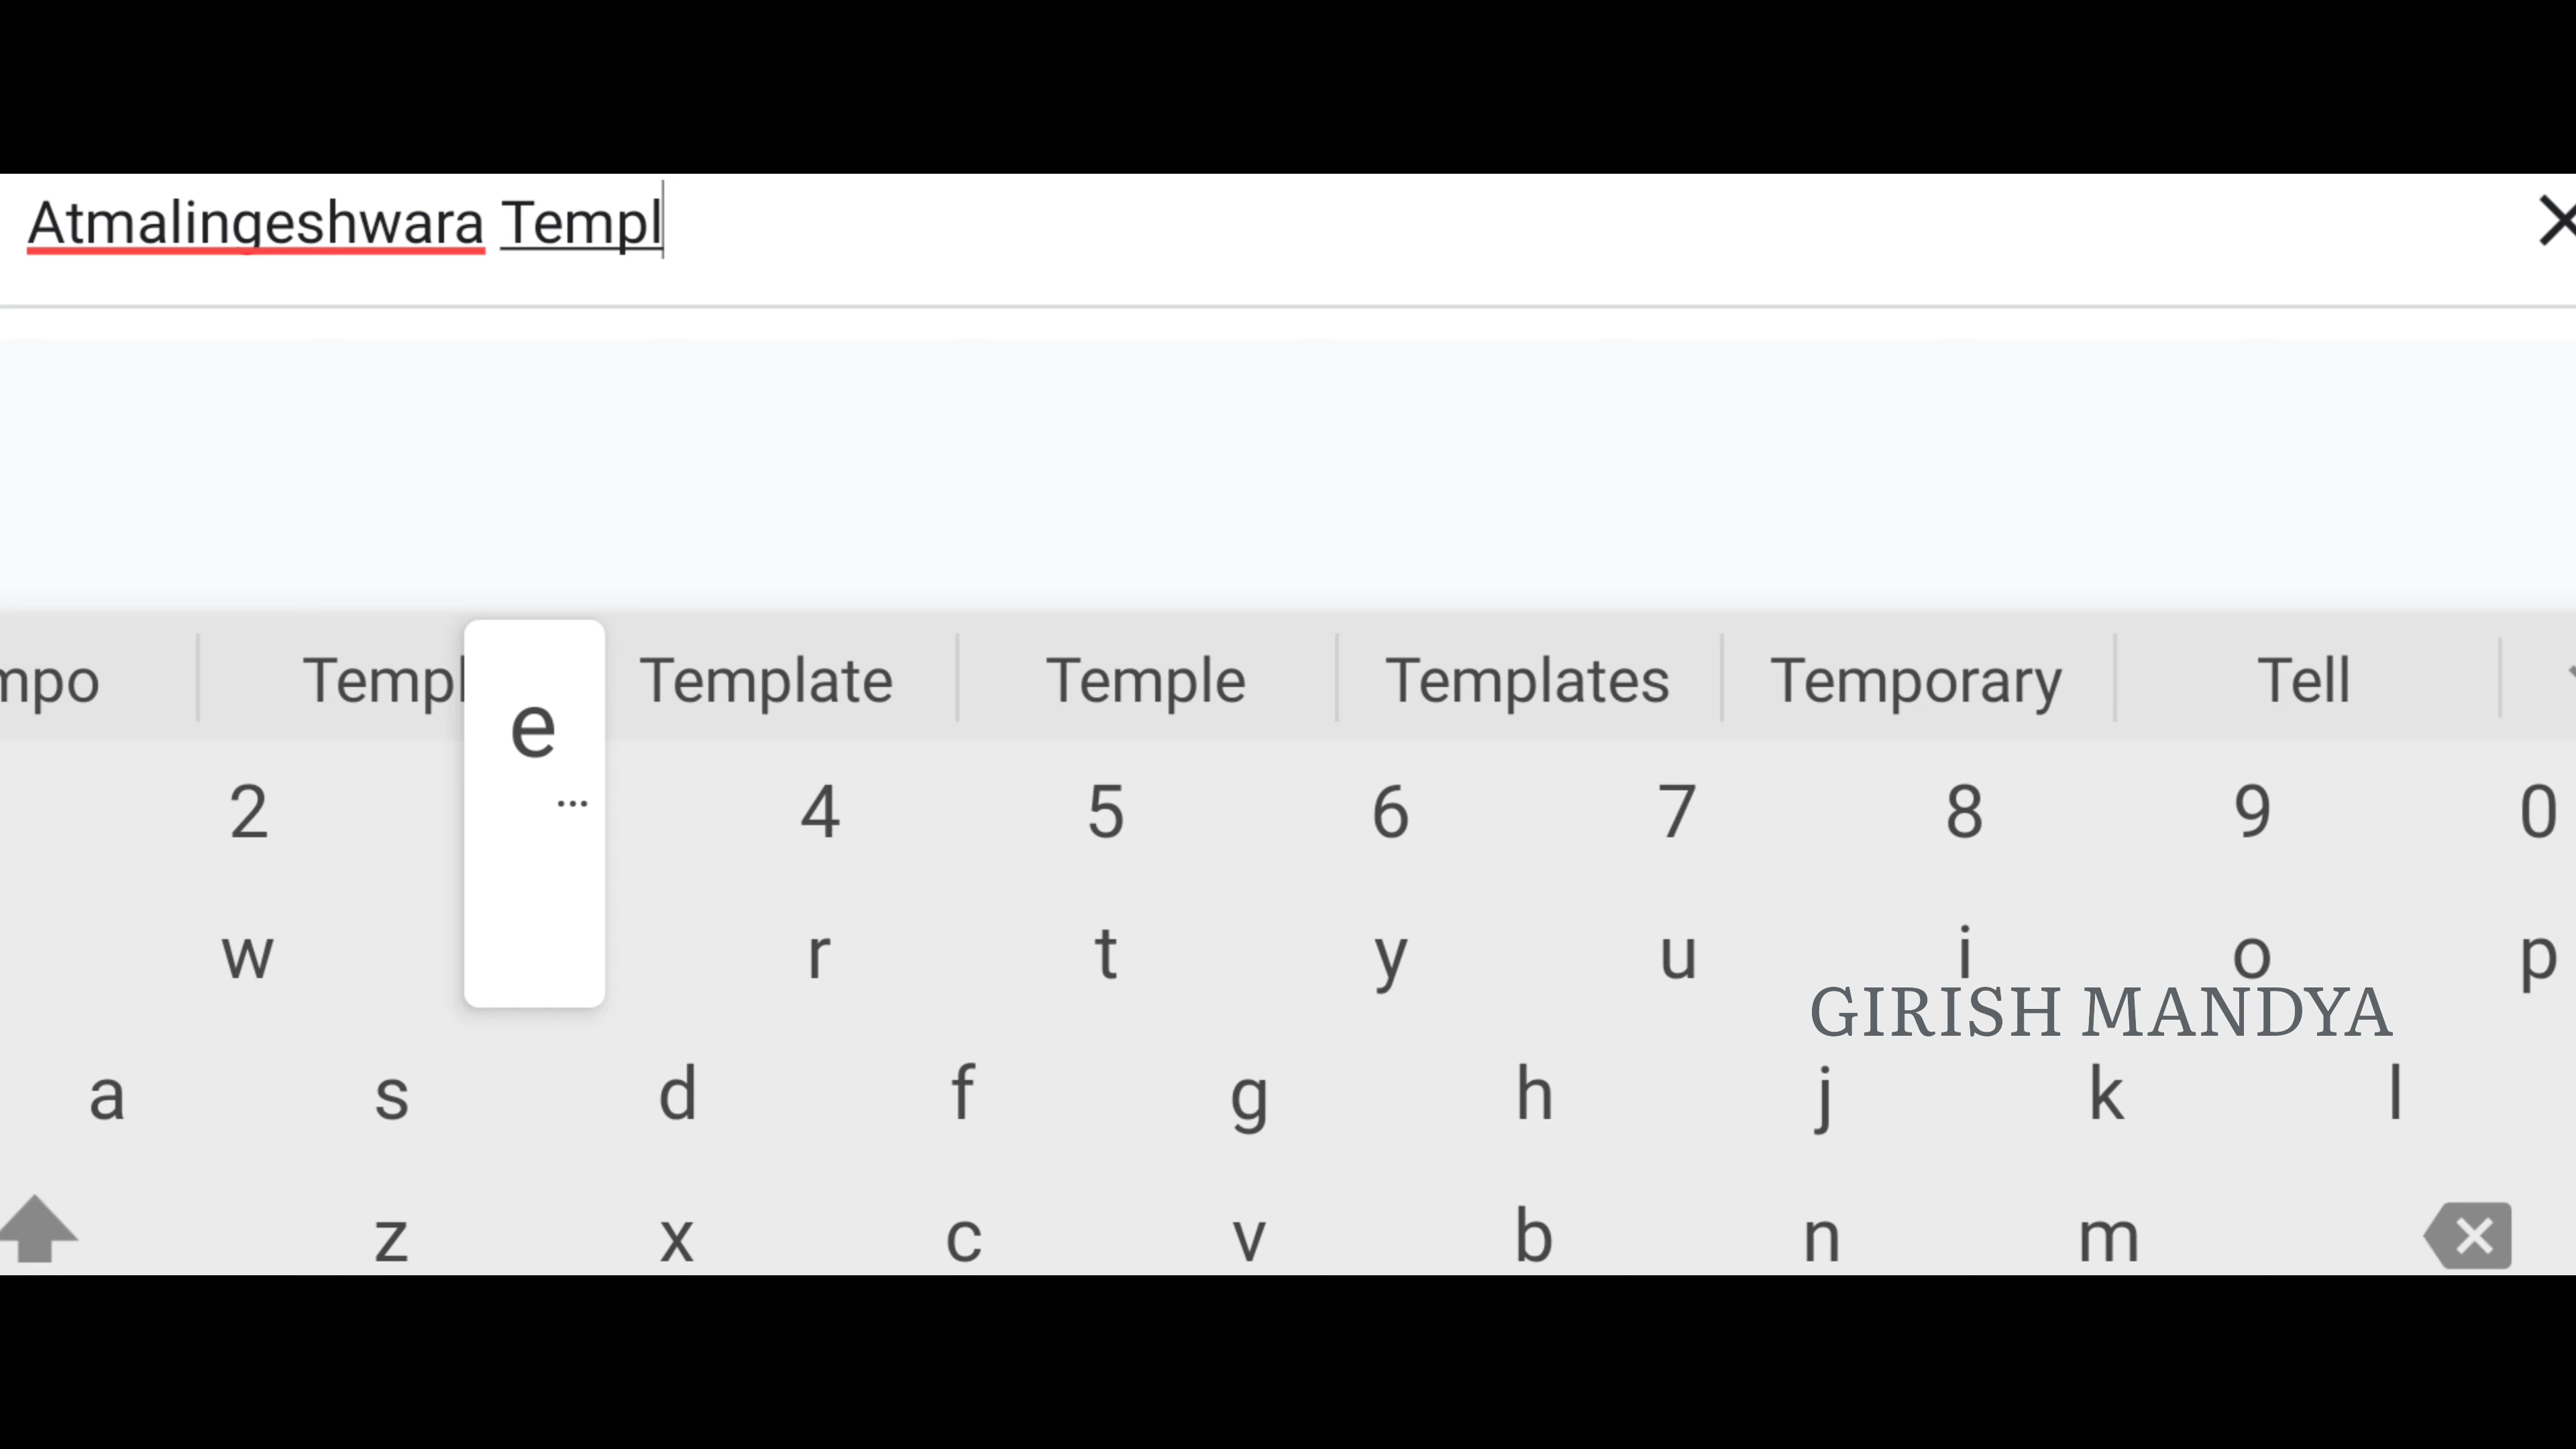 Atmalingeshwara Templ
mpo Templ Template Temple Templates Temporary Tell
e
2 4 5 6 7 8 9 0
w r t y u i o p
GIRISH MANDYA
a s d f g h j k l
z x c v b n m